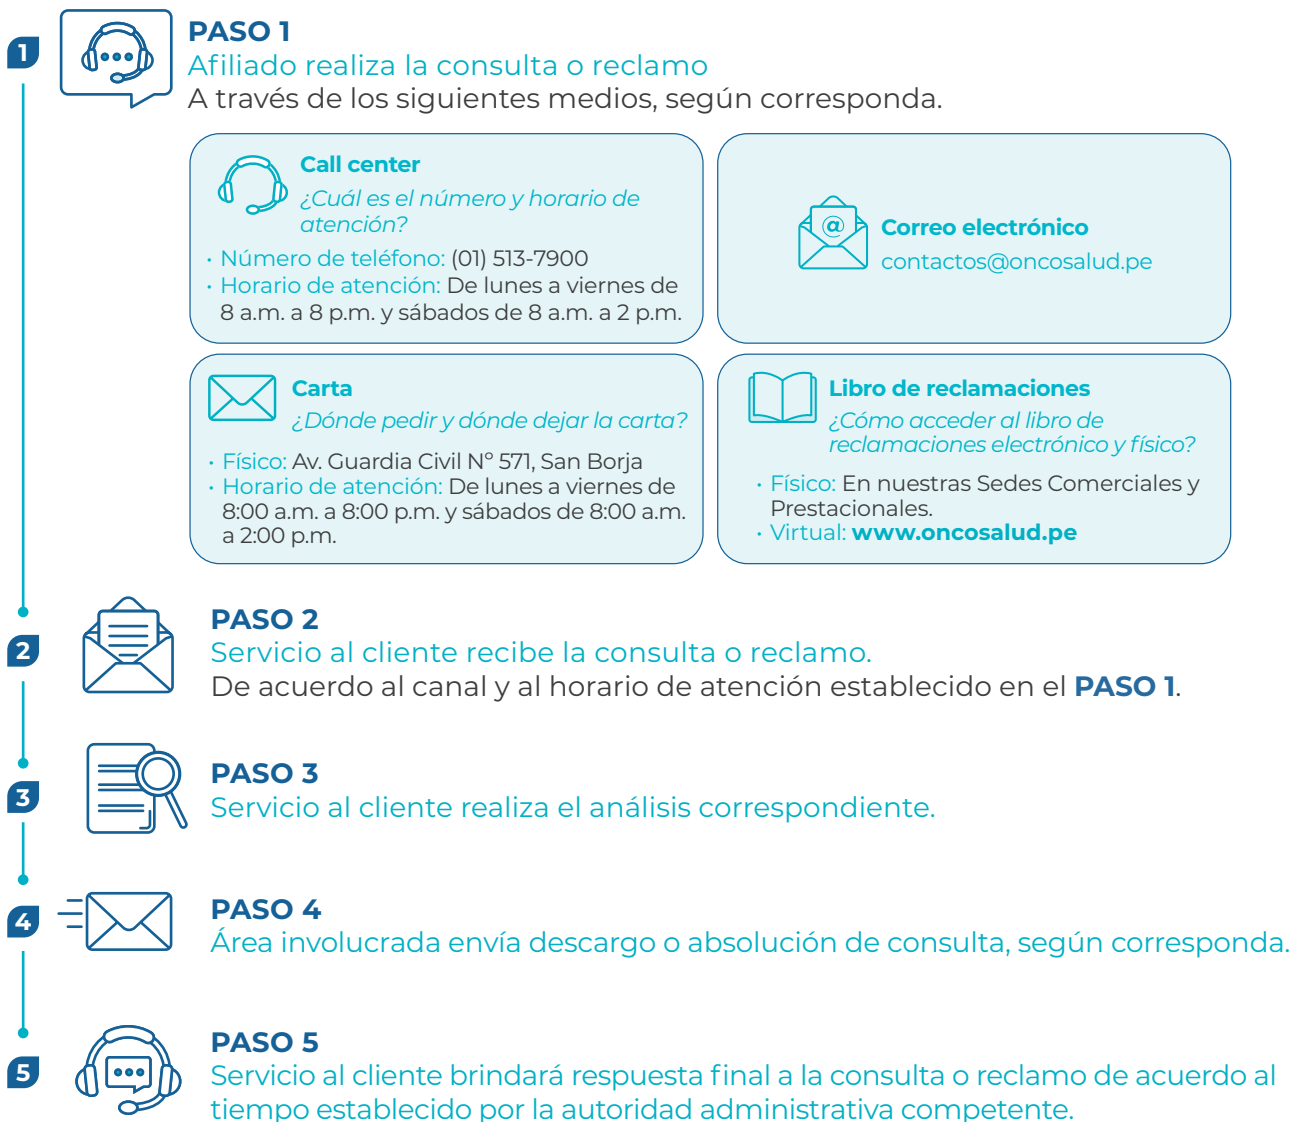 1
PASO 1
Afiliado realiza la consulta o reclamo
A través de los siguientes medios, según corresponda.
Call center
¿Cuál es el número y horario de
atención?
• Número de teléfono: (01) 513-7900
• Horario de atención: De lunes a viernes de
8 a.m. a 8 p.m. y sábados de 8 a.m. a 2 p.m.
@
Correo electrónico
contactos@oncosalud.pe
Carta
¿Dónde pedir y dónde dejar la carta?
• Físico: Av. Guardia Civil Nº 571, San Borja
• Horario de atención: De lunes a viernes de
8:00 a.m. a 8:00 p.m. y sábados de 8:00 a.m.
a 2:00 p.m.
Libro de reclamaciones
¿Cómo acceder al libro de
reclamaciones electrónico y físico?
• Físico: En nuestras Sedes Comerciales y
Prestacionales.
• Virtual: www.oncosalud.pe
2
PASO 2
Servicio al cliente recibe la consulta o reclamo.
De acuerdo al canal y al horario de atención establecido en el PASO 1.
3
PASO 3
Servicio al cliente realiza el análisis correspondiente.
4
PASO 4
Área involucrada envía descargo o absolución de consulta, según corresponda.
5
PASO 5
Servicio al cliente brindará respuesta final a la consulta o reclamo de acuerdo al
tiempo establecido por la autoridad administrativa competente.